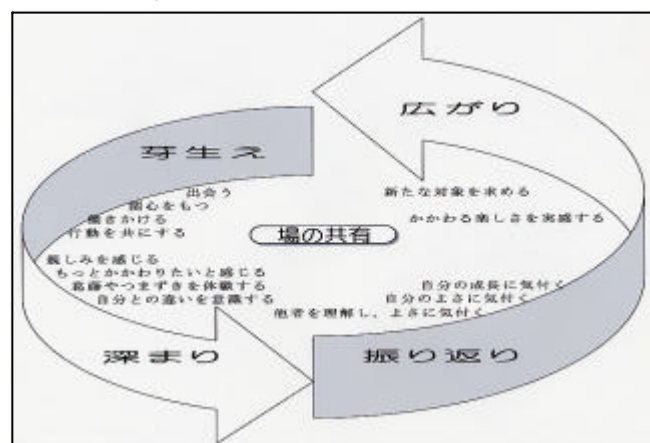 広がり
芽生え
出会う
関心をもつ
働きかける
行動を共にする
新たな対象を求める
かかわる楽しさを実感する
場の共有
親しみを感じる
もっとかかわりたいと感じる
葛藤やつまずきを体験する
自分との違いを意識する
自分の成長に気付く
自分のよさに気付く
他者を理解し、よさに気付く
深まり
振り返り